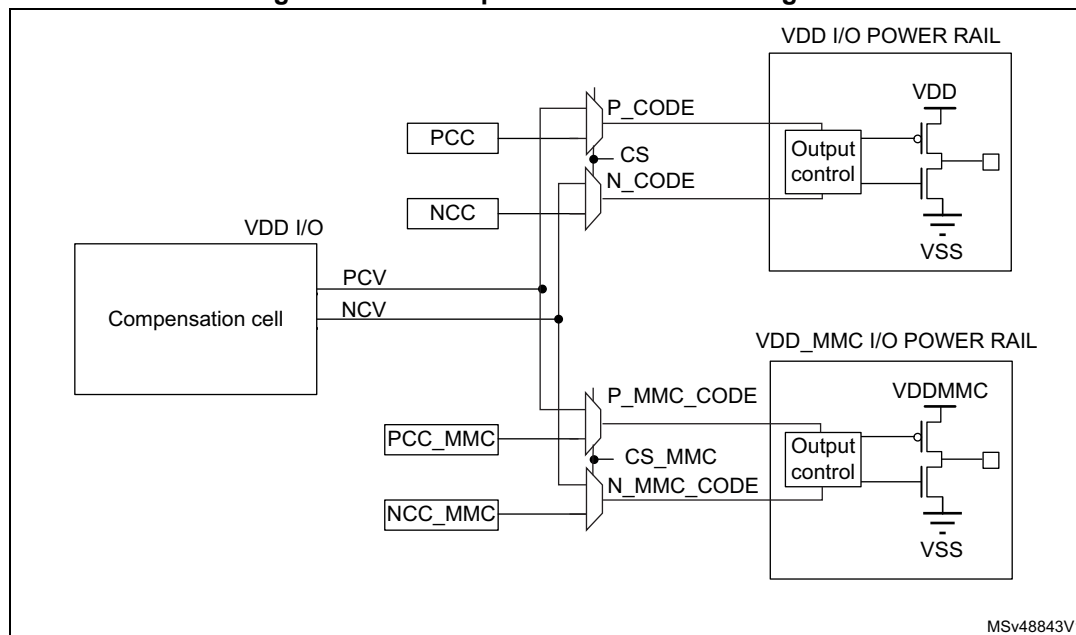 VDD I/O POWER RAIL
VDD
P_CODE
PCC
CS
Output
control
N_CODE
NCC
VSS
VDD I/O
PCV
NCV
Compensation cell
VDD_MMC I/O POWER RAIL
VDDMMC
P_MMC_CODE
PCC_MMC
Output
control
CS_MMC
N_MMC_CODE
NCC_MMC
VSS
MSv48843V